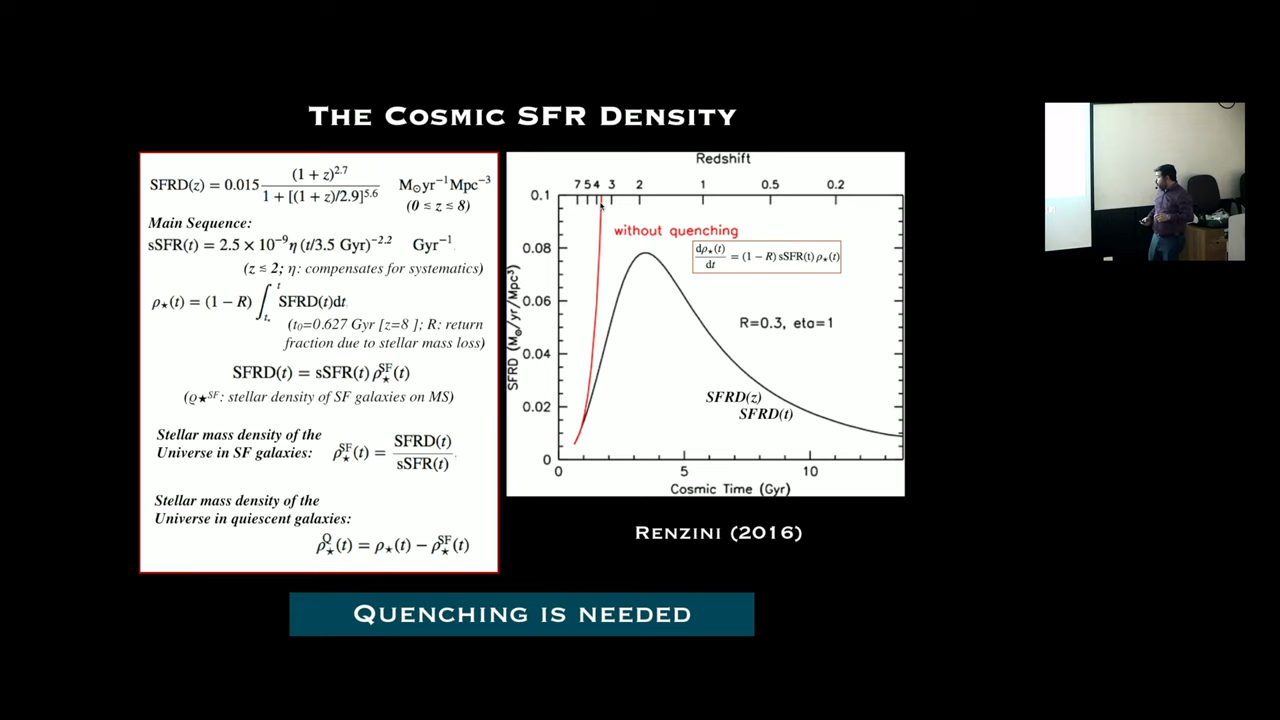 THE COSMIC SFR DENSITY
SFRD(z) = 0.015 (1 + z)^2.7 / 1 + [(1 + z)/2.9]^5.6 M⊙yr⁻¹Mpc⁻³
(0 ≤ z ≤ 8)
Main Sequence:
sSFR(t) = 2.5 × 10⁻⁹ η (t/3.5 Gyr)^−2.2 Gyr⁻¹
(z ≤ 2; η: compensates for systematics)
ρ⋆(t) = (1 − R) ∫ t t∘ SFRD(t)dt
(t0=0.627 Gyr [z=8 ]; R: return
fraction due to stellar mass loss)
SFRD(t) = sSFR(t) ρ⋆^SF(t)
(ϱ★^SF: stellar density of SF galaxies on MS)
Stellar mass density of the
Universe in SF galaxies: ρ⋆^SF(t) = SFRD(t) / sSFR(t)
Stellar mass density of the
Universe in quiescent galaxies:
ρ⋆^Q(t) = ρ⋆(t) − ρ⋆^SF(t)
Redshift
7 5 4 3 2 1 0.5 0.2
0.1
0.08
0.06
0.04
0.02
0
SFRD (M⊙/yr/Mpc³)
without quenching
dρ⋆(t)/dt = (1 − R) sSFR(t) ρ⋆(t)
R=0.3, eta=1
SFRD(z)
SFRD(t)
0 5 10
Cosmic Time (Gyr)
RENZINI (2016)
QUENCHING IS NEEDED